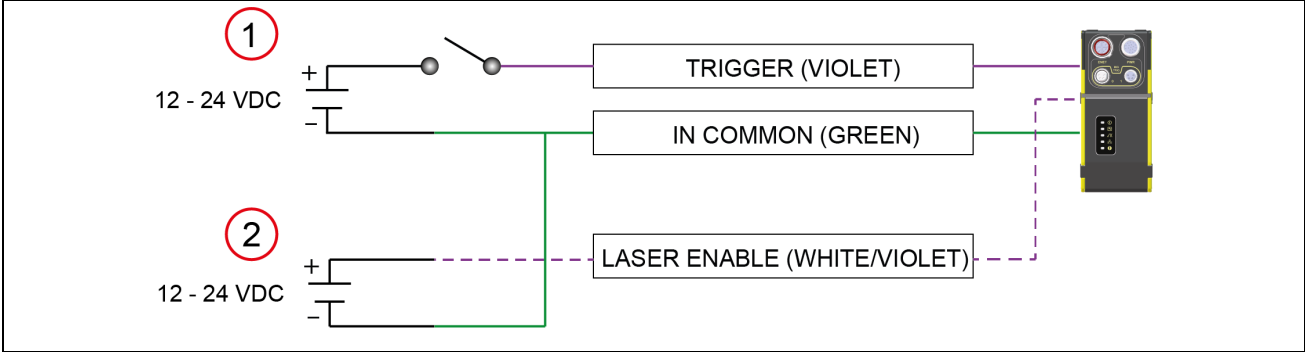 1
+
TRIGGER (VIOLET)
12 - 24 VDC
−
IN COMMON (GREEN)
2
+
LASER ENABLE (WHITE/VIOLET)
12 - 24 VDC
−